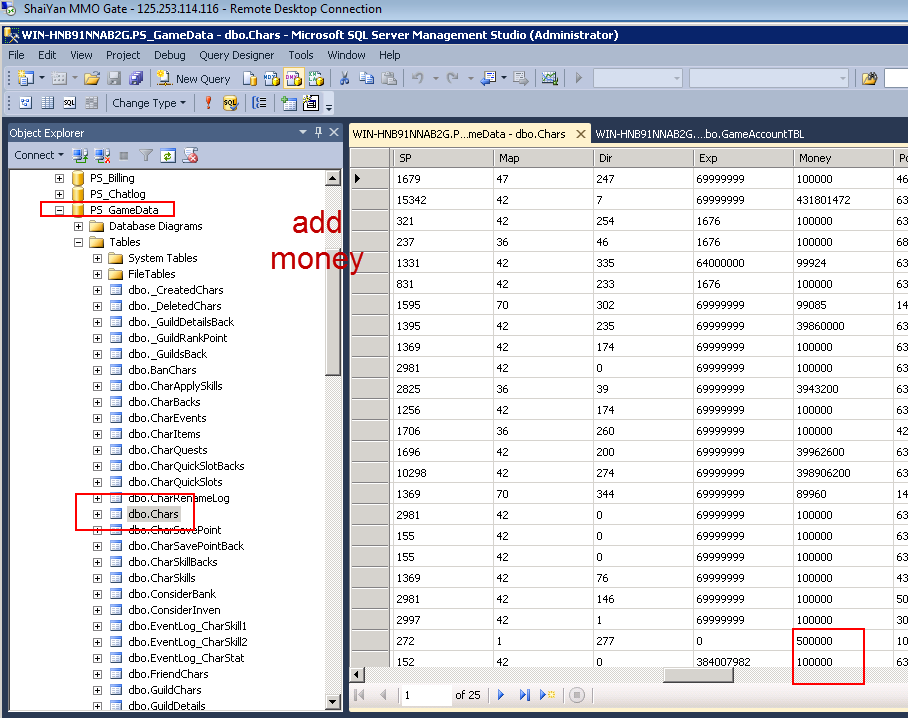 ShaiYan MMO Gate - 125.253.114.116 - Remote Desktop Connection
WIN-HNB91NNAB2G.PS_GameData - dbo.Chars - Microsoft SQL Server Management Studio (Administrator)
File Edit View Project Debug Query Designer Tools Window Help
New Query
Change Type
Object Explorer
Connect
PS_Billing
PS_Chatlog
PS_GameData
Database Diagrams
Tables
System Tables
FileTables
dbo._CreatedChars
dbo._DeletedChars
dbo._GuildDetailsBack
dbo._GuildRankPoint
dbo._GuildsBack
dbo.BanChars
dbo.CharApplySkills
dbo.CharBacks
dbo.CharEvents
dbo.CharItems
dbo.CharQuests
dbo.CharQuickSlotBacks
dbo.CharQuickSlots
dbo.CharRenameLog
dbo.Chars
dbo.CharSavePoint
dbo.CharSavePointBack
dbo.CharSkillBacks
dbo.CharSkills
dbo.ConsiderBank
dbo.ConsiderInven
dbo.EventLog_CharSkill1
dbo.EventLog_CharSkill2
dbo.EventLog_CharStat
dbo.FriendChars
dbo.GuildChars
dbo.GuildDetails
add
money
WIN-HNB91NNAB2G.P...meData - dbo.Chars WIN-HNB91NNAB2G....bo.GameAccountTBL
SP Map Dir Exp Money Po
1679 47 247 69999999 100000 46
15342 42 7 69999999 431801472 63
321 42 254 1676 100000 63
237 36 46 1676 100000 68
1331 42 335 64000000 99924 63
831 42 233 1676 100000 63
1595 70 302 69999999 99085 14
1395 42 235 69999999 39860000 63
1369 42 174 69999999 100000 63
2981 42 0 69999999 100000 63
2825 36 39 69999999 3943200 63
1256 42 174 69999999 100000 63
1706 36 260 69999999 100000 42
1696 42 200 69999999 39962600 63
10298 42 274 69999999 398906200 63
1369 70 344 69999999 89960 14
2981 42 0 69999999 100000 63
155 42 0 69999999 100000 63
155 42 0 69999999 100000 63
1369 42 76 69999999 100000 63
2981 42 146 69999999 100000 50
2997 42 1 69999999 100000 30
272 1 277 0 500000 10
152 42 0 384007982 100000 63
1 of 25